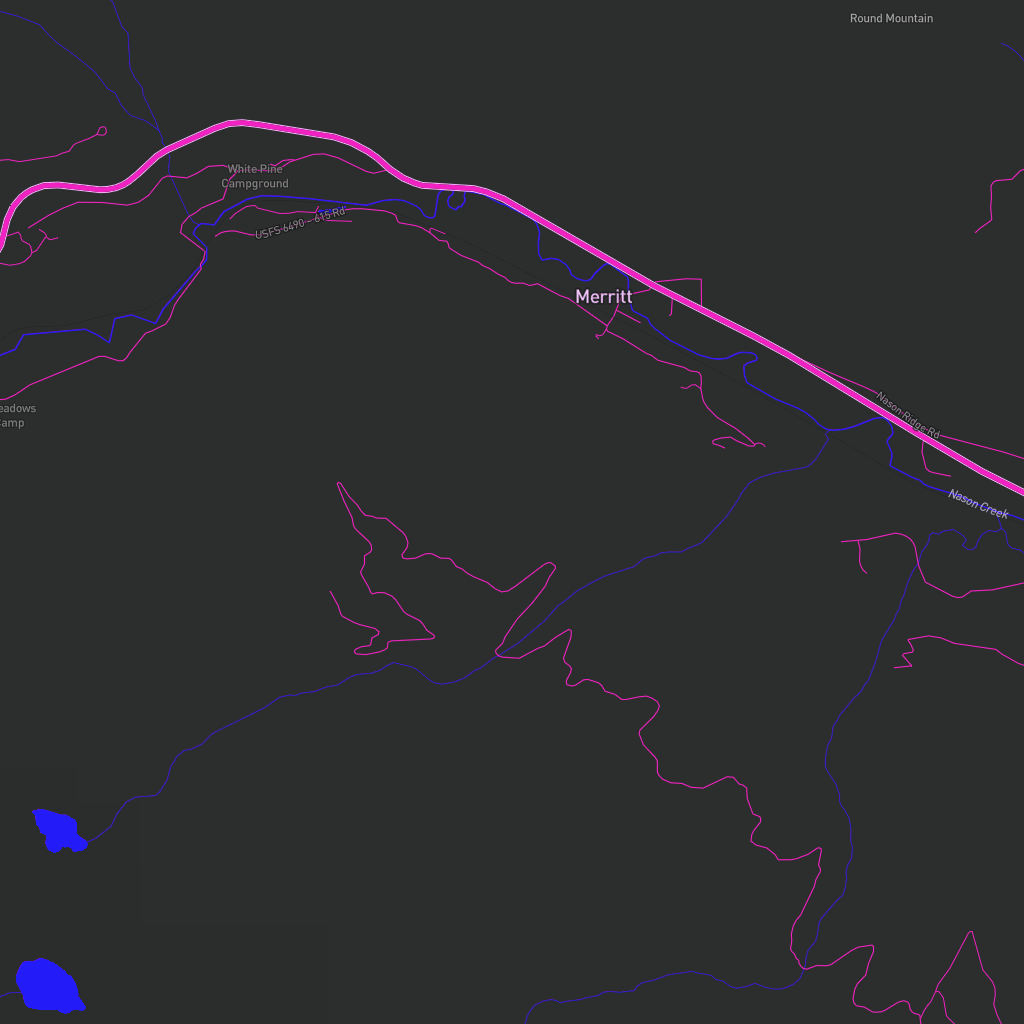 Round Mountain
White Pine
Campground
USFS 6490 - 615 Rd
Merritt
eadows
amp
Nason Ridge Rd
Nason Creek